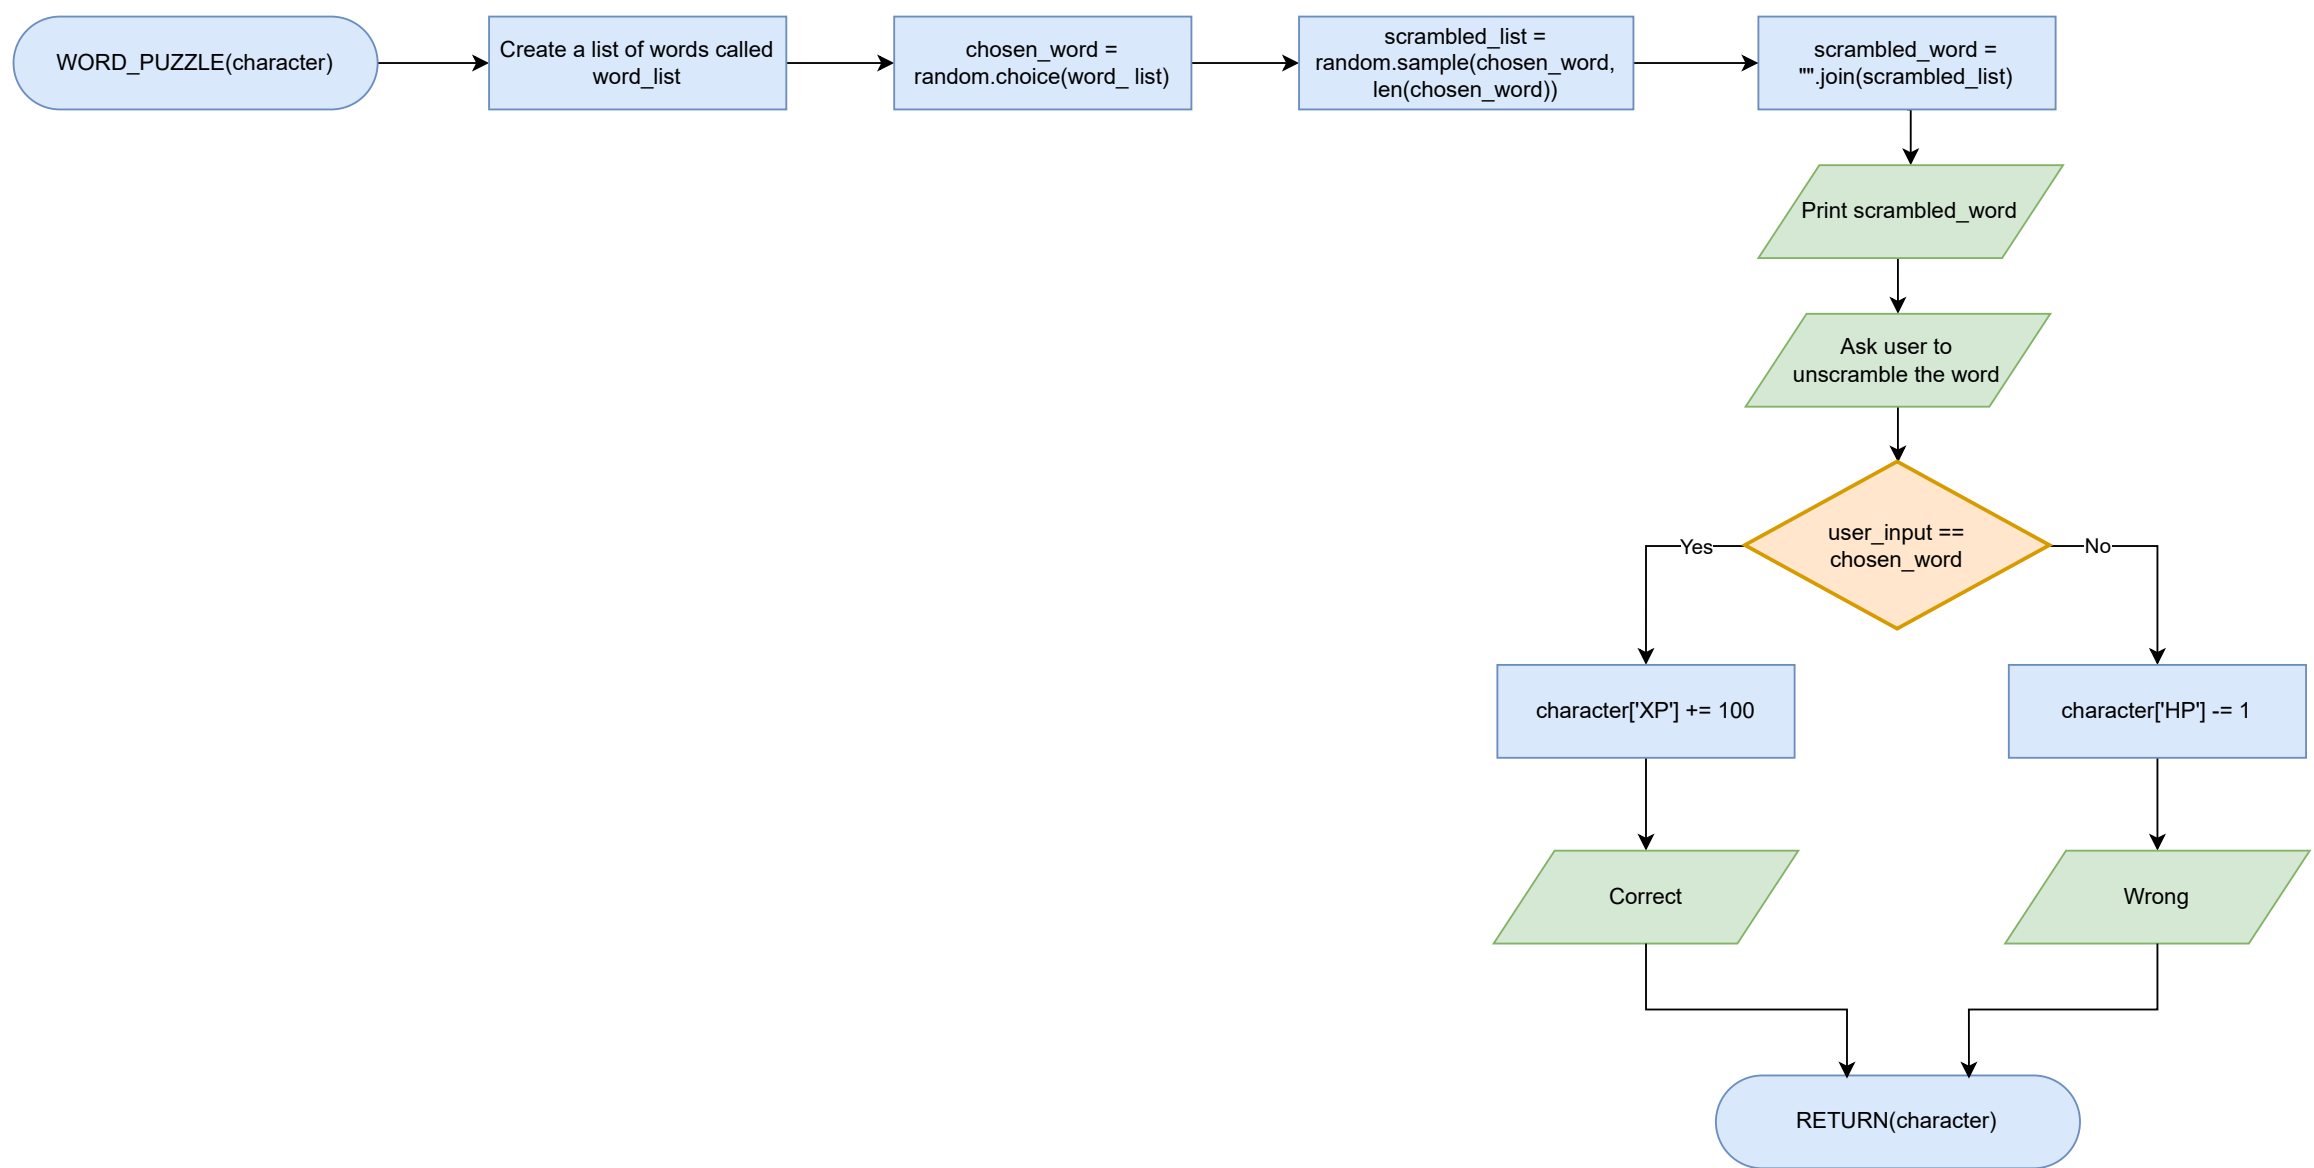 WORD_PUZZLE(character)
Create a list of words called
word_list
chosen_word =
random.choice(word_ list)
scrambled_list =
random.sample(chosen_word,
len(chosen_word))
scrambled_word =
"".join(scrambled_list)
Print scrambled_word
Ask user to
unscramble the word
user_input ==
chosen_word
Yes
No
character['XP'] += 100
character['HP'] -= 1
Correct
Wrong
RETURN(character)